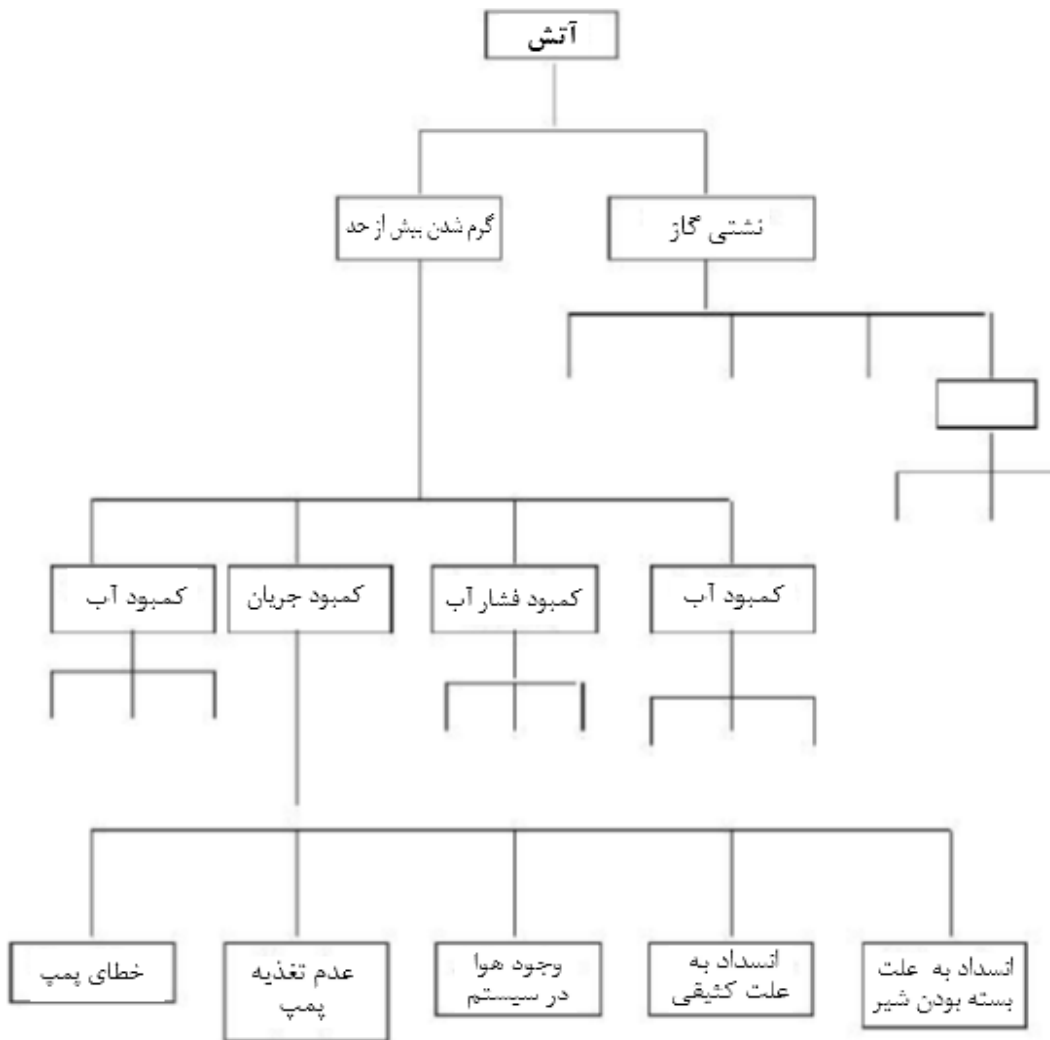 آتش
گرم شدن بیش از حد
نشتی گاز
کمبود آب
کمبود جریان
کمبود فشار آب
کمبود آب
خطای پمپ
عدم تغذیه
پمپ
وجود هوا
در سیستم
انسداد به
علت کثیفی
انسداد به علت
بسته بودن شیر